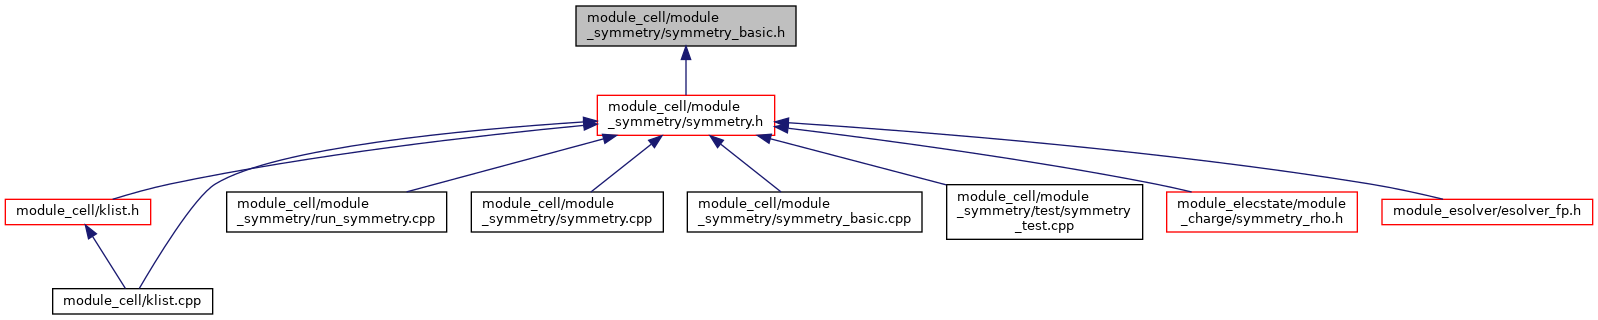 module_cell/module
_symmetry/symmetry_basic.h
module_cell/module
_symmetry/symmetry.h
module_cell/klist.h
module_cell/module
_symmetry/run_symmetry.cpp
module_cell/module
_symmetry/symmetry.cpp
module_cell/module
_symmetry/symmetry_basic.cpp
module_cell/module
_symmetry/test/symmetry
_test.cpp
module_elecstate/module
_charge/symmetry_rho.h
module_esolver/esolver_fp.h
module_cell/klist.cpp